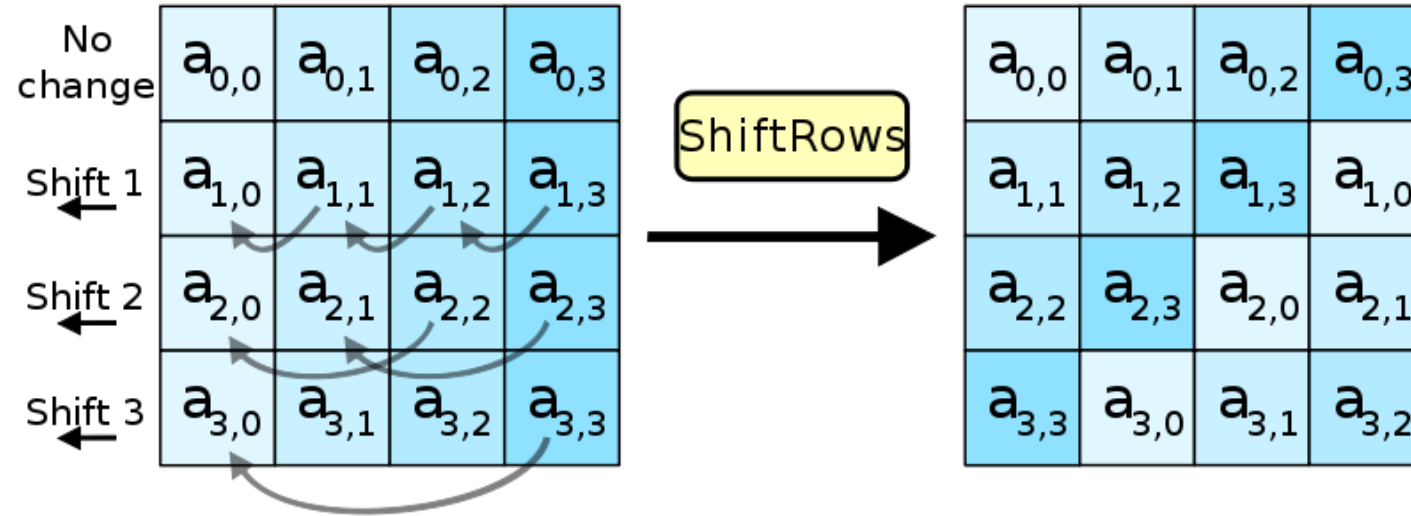 No change a0,0 a0,1 a0,2 a0,3
Shift 1 a1,0 a1,1 a1,2 a1,3
Shift 2 a2,0 a2,1 a2,2 a2,3
Shift 3 a3,0 a3,1 a3,2 a3,3
ShiftRows
a0,0 a0,1 a0,2 a0,3
a1,1 a1,2 a1,3 a1,0
a2,2 a2,3 a2,0 a2,1
a3,3 a3,0 a3,1 a3,2